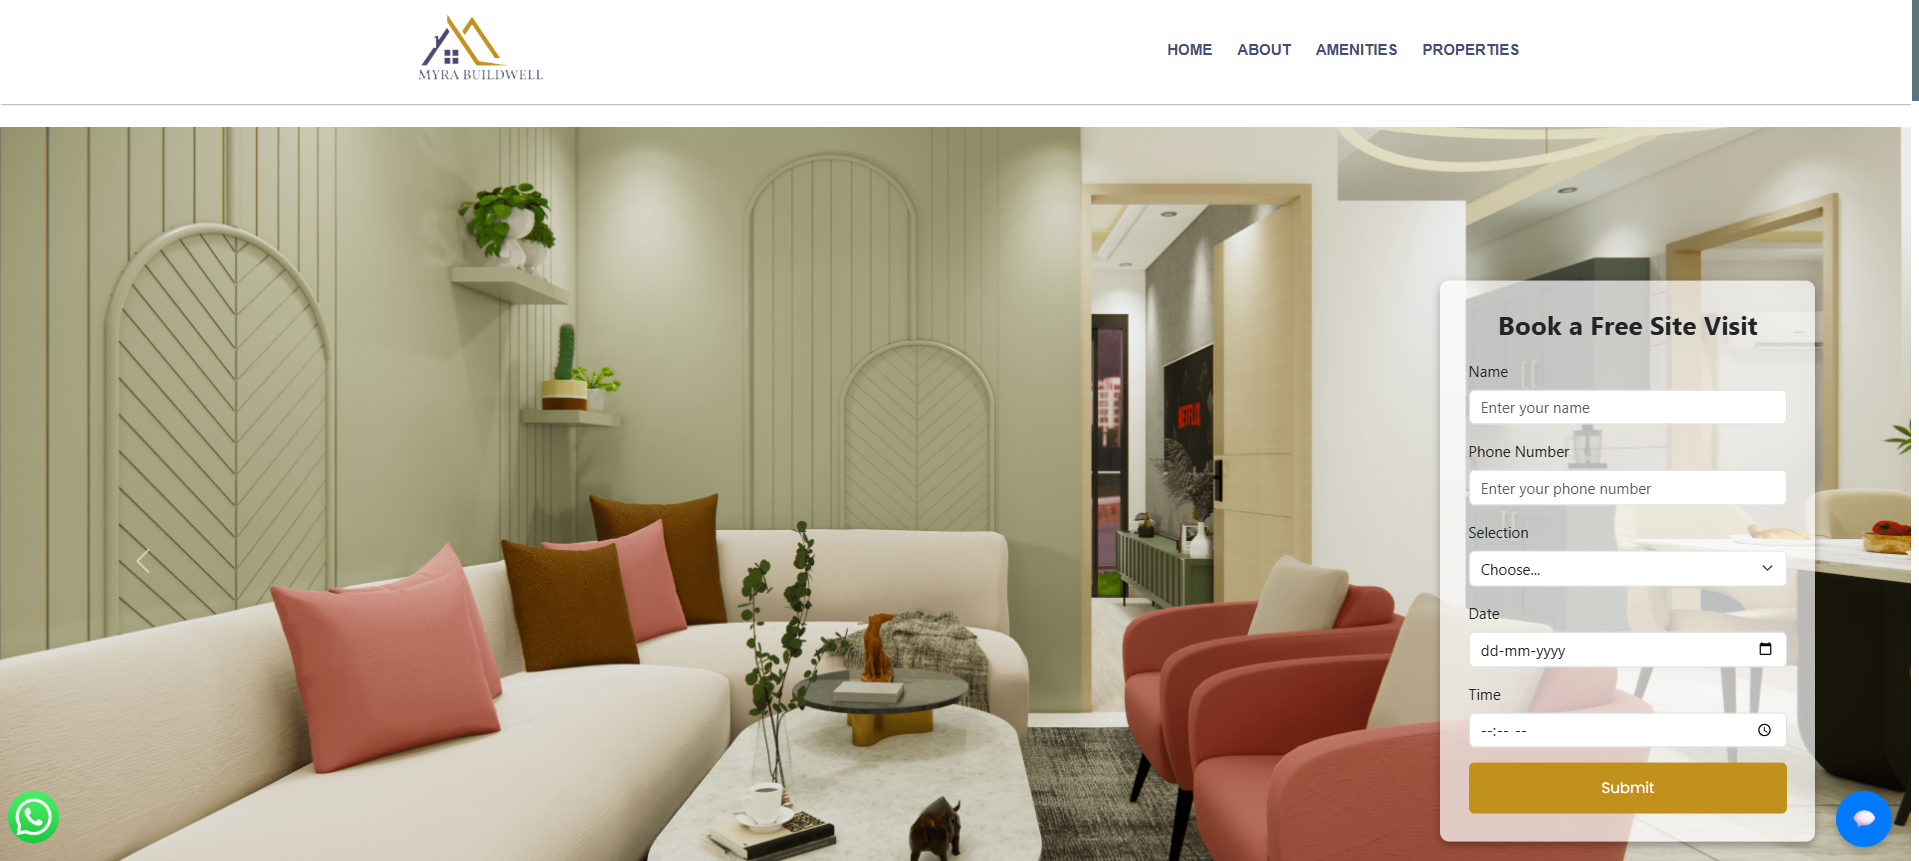 MYRA BUILDWELL
HOME ABOUT AMENITIES PROPERTIES
NETFLIX
Book a Free Site Visit
Name
Enter your name
Phone Number
Enter your phone number
Selection
Choose...
Date
dd-mm-yyyy
Time
--:-- --
Submit